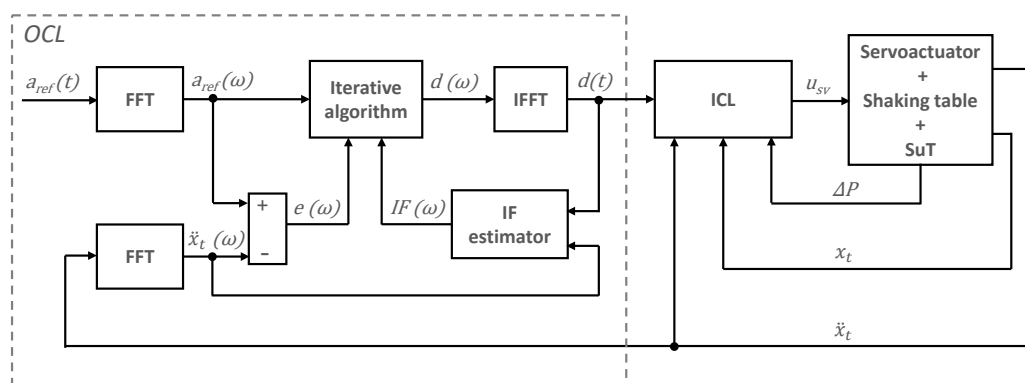 OCL
a_ref(t)
FFT
a_ref(ω)
Iterative
algorithm
d(ω)
IFFT
d(t)
ICL
u_sv
Servoactuator
+
Shaking table
+
SuT
ΔP
+
−
e(ω)
IF(ω)
IF
estimator
FFT
ẍ_t(ω)
x_t
ẍ_t